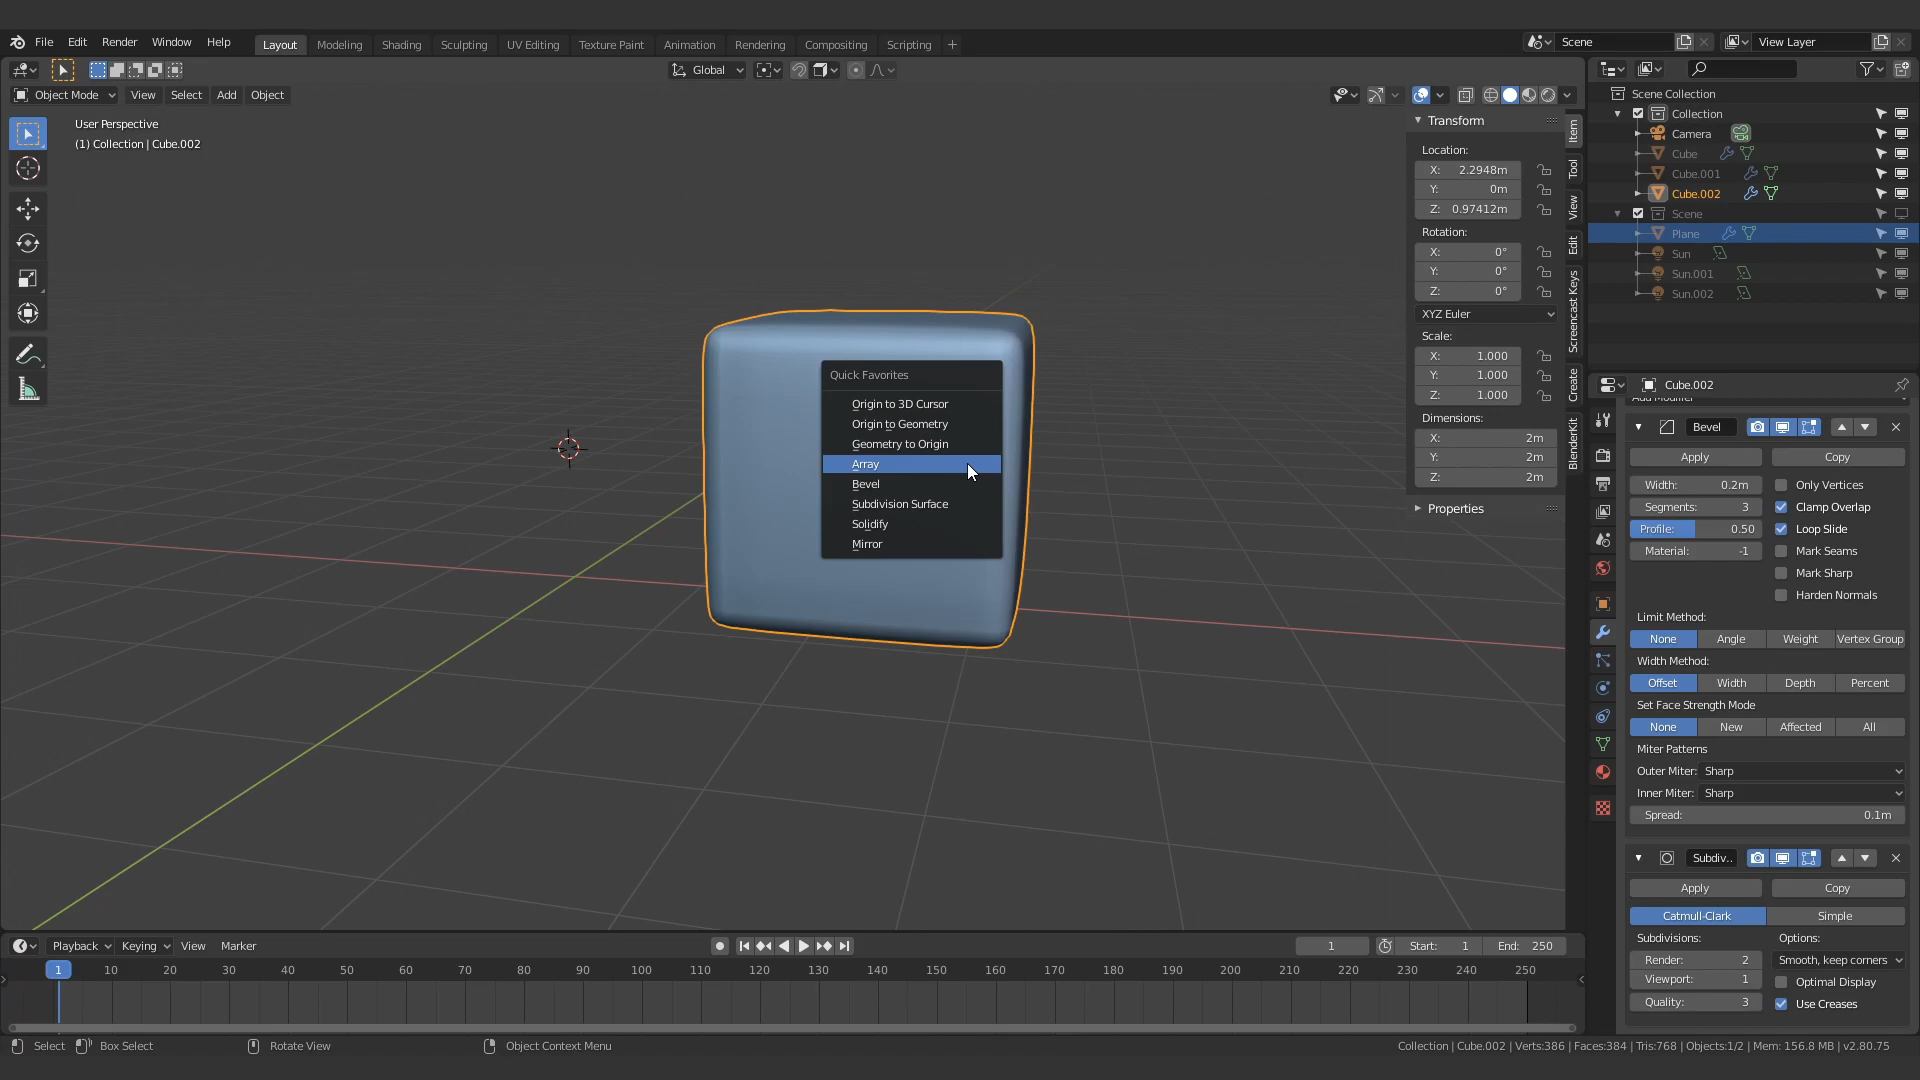 File Edit Render Window Help Layout Modeling Shading Sculpting UV Editing Texture Paint Animation Rendering Compositing Scripting + Scene View Layer
Global
Object Mode View Select Add Object
User Perspective
(1) Collection | Cube.002
Quick Favorites
Origin to 3D Cursor
Origin to Geometry
Geometry to Origin
Array
Bevel
Subdivision Surface
Solidify
Mirror
Transform
Location:
X: 2.2948m
Y: 0m
Z: 0.97412m
Rotation:
X: 0°
Y: 0°
Z: 0°
XYZ Euler
Scale:
X: 1.000
Y: 1.000
Z: 1.000
Dimensions:
X: 2m
Y: 2m
Z: 2m
Properties
Item
Tool
View
Edit
Screencast Keys
Create
BlenderKit
Scene Collection
Collection
Camera
Cube
Cube.001
Cube.002
Scene
Plane
Sun
Sun.001
Sun.002
Cube.002
Add Modifier
Bevel
Apply Copy
Width: 0.2m Only Vertices
Segments: 3 Clamp Overlap
Profile: 0.50 Loop Slide
Material: -1 Mark Seams
Mark Sharp
Harden Normals
Limit Method:
None Angle Weight Vertex Group
Width Method:
Offset Width Depth Percent
Set Face Strength Mode
None New Affected All
Miter Patterns
Outer Miter: Sharp
Inner Miter: Sharp
Spread: 0.1m
Subdiv..
Apply Copy
Catmull-Clark Simple
Subdivisions: Options:
Render: 2 Smooth, keep corners
Viewport: 1 Optimal Display
Quality: 3 Use Creases
Playback Keying View Marker 1 Start: 1 End: 250
1 10 20 30 40 50 60 70 80 90 100 110 120 130 140 150 160 170 180 190 200 210 220 230 240 250
Select Box Select Rotate View Object Context Menu Collection | Cube.002 | Verts:386 | Faces:384 | Tris:768 | Objects:1/2 | Mem: 156.8 MB | v2.80.75